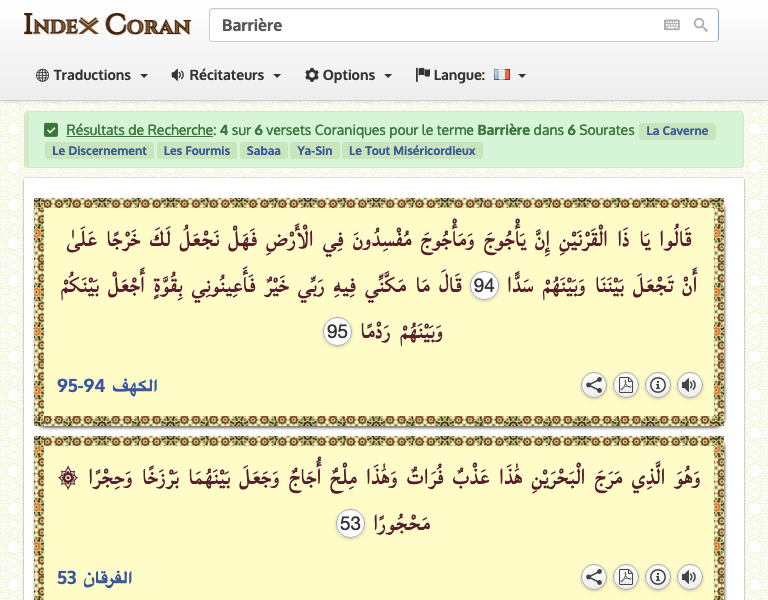 INDEX CORAN
Barrière
Traductions Récitateurs Options Langue:
Résultats de Recherche: 4 sur 6 versets Coraniques pour le terme Barrière dans 6 Sourates La Caverne
Le Discernement Les Fourmis Sabaa Ya-Sin Le Tout Miséricordieux
قَالُوا يَا ذَا الْقَرْنَيْنِ إِنَّ يَأْجُوجَ وَمَأْجُوجَ مُفْسِدُونَ فِي الْأَرْضِ فَهَلْ نَجْعَلُ لَكَ خَرْجًا عَلَىٰ
أَنْ تَجْعَلَ بَيْنَنَا وَبَيْنَهُمْ سَدًّا 94 قَالَ مَا مَكَّنِّي فِيهِ رَبِّي خَيْرٌ فَأَعِينُونِي بِقُوَّةٍ أَجْعَلْ بَيْنَكُمْ
وَبَيْنَهُمْ رَدْمًا 95
الكهف 94-95
۞ وَهُوَ الَّذِي مَرَجَ الْبَحْرَيْنِ هَٰذَا عَذْبٌ فُرَاتٌ وَهَٰذَا مِلْحٌ أُجَاجٌ وَجَعَلَ بَيْنَهُمَا بَرْزَخًا وَحِجْرًا
مَحْجُورًا 53
الفرقان 53